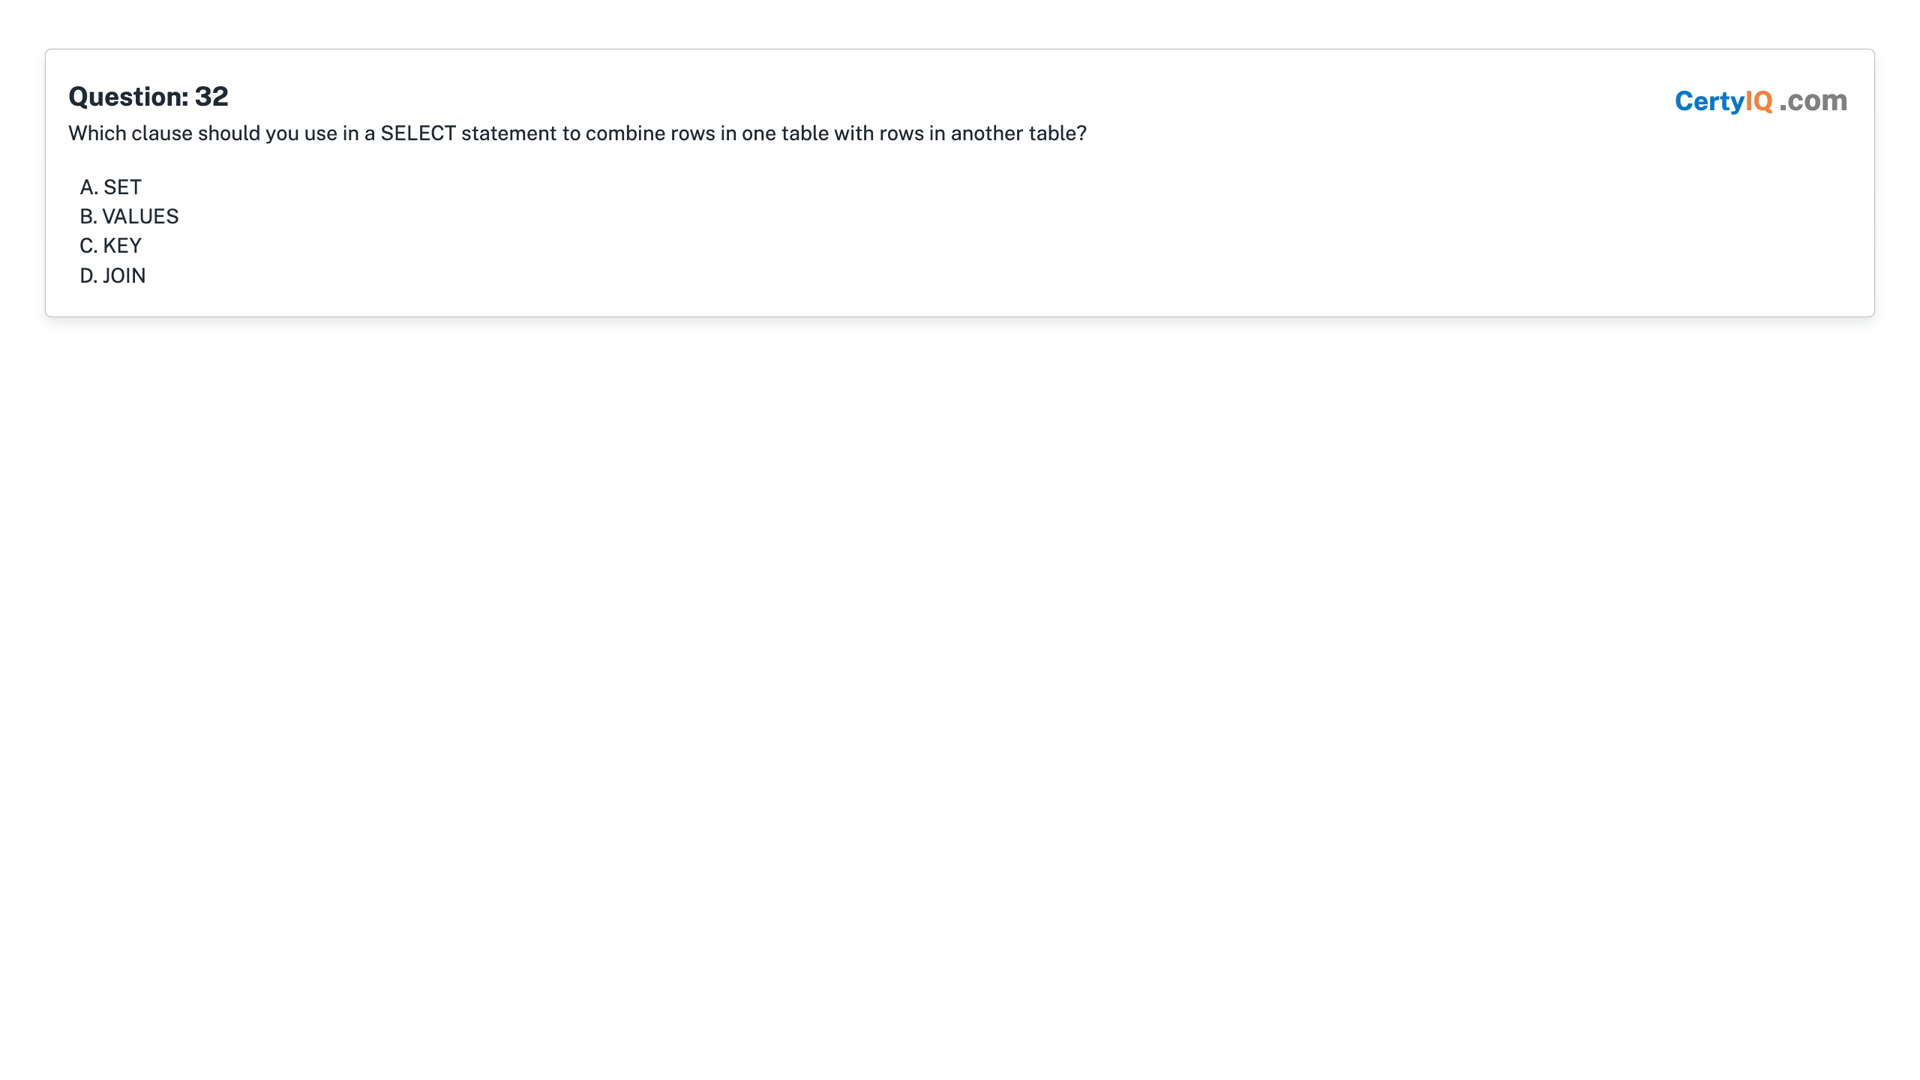 Question: 32
CertyIQ .com
Which clause should you use in a SELECT statement to combine rows in one table with rows in another table?
A. SET
B. VALUES
C. KEY
D. JOIN